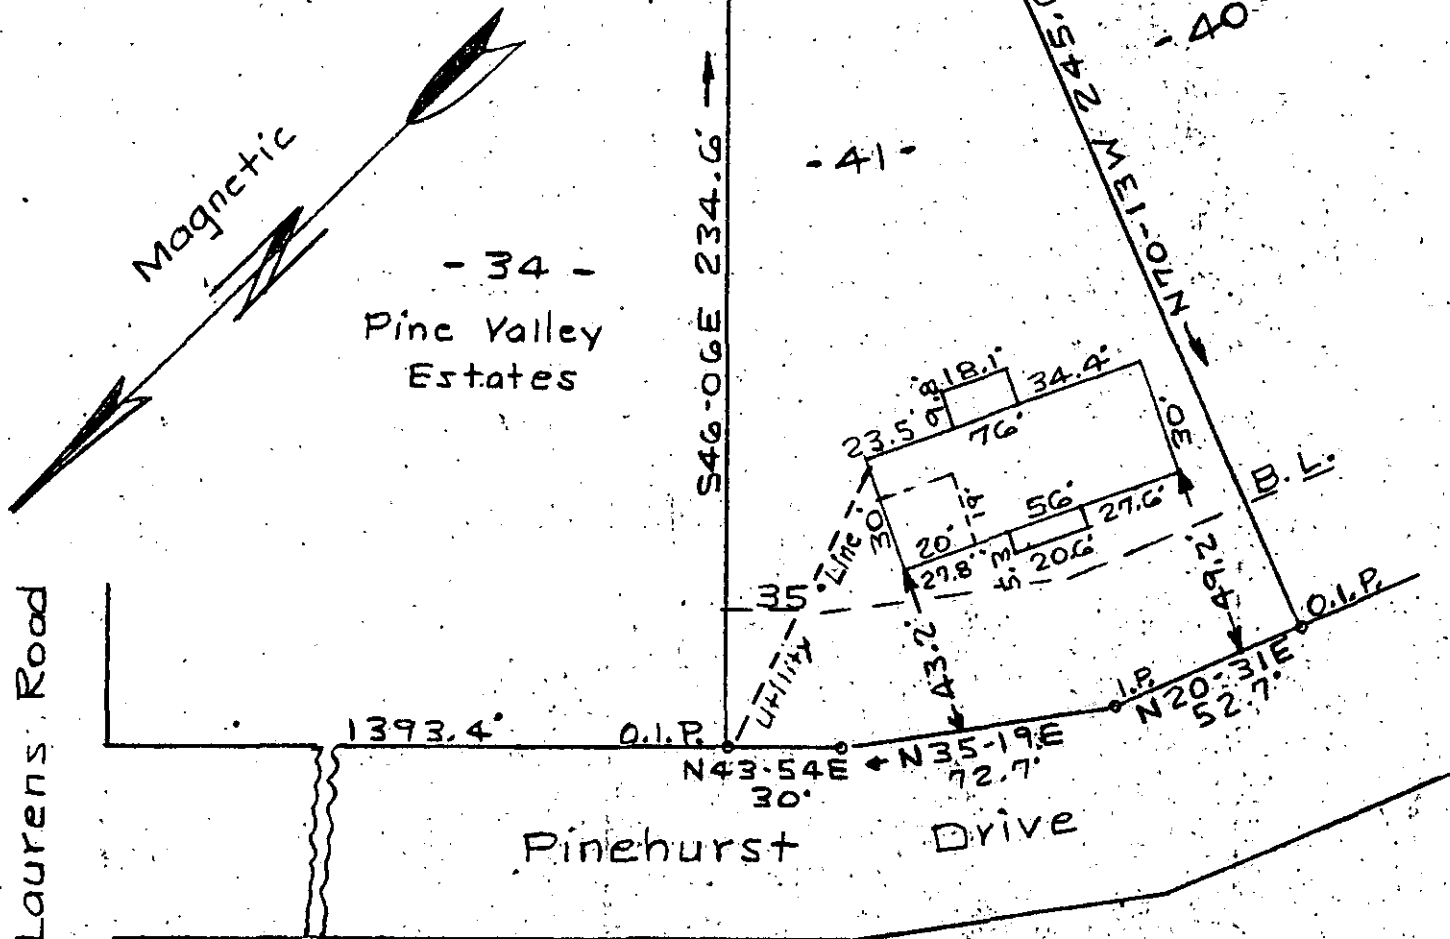 - 40
- 41 -
Magnetic
- 34 -
Pine Valley
Estates
S46-06E 234.6'
N70-13W 245.
18.1'
34.4'
9.8'
23.5'
76'
30'
B. L.
30'
19'
56'
27.6'
20'
27.8'
5.3
20.6'
Utility Line
35'
43.2'
49.2'
O.I.P.
I.P.
N20-31E
52.7'
1393.4'
O.I.P.
N43-54E
30'
N35-19E
72.7'
Pinehurst Drive
Laurens Road